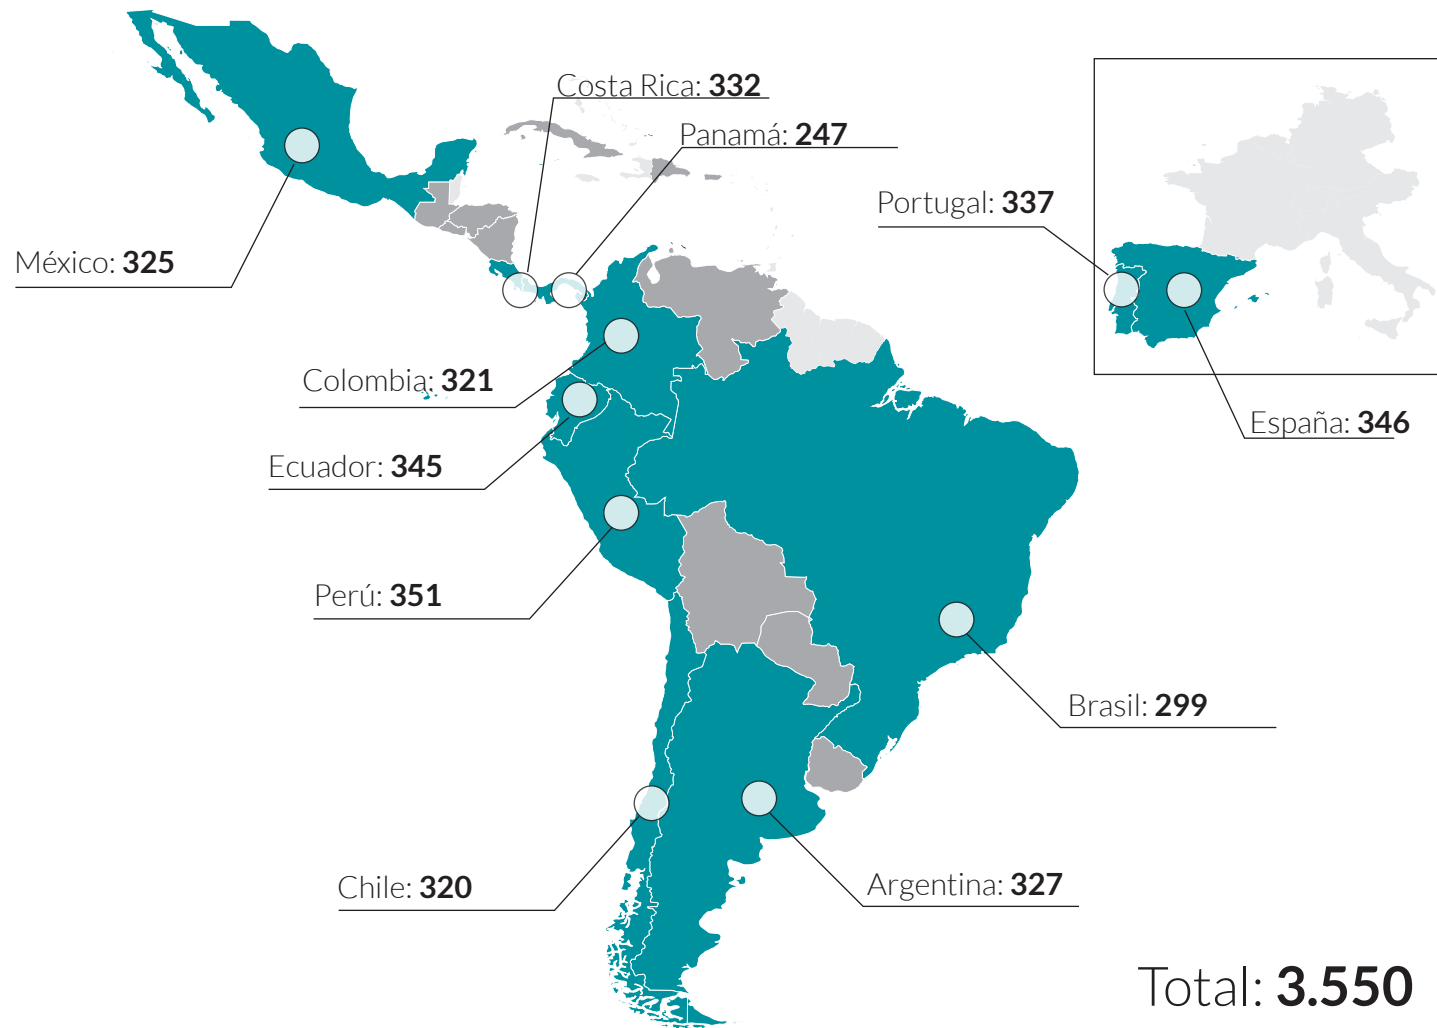 Costa Rica: 332
Panamá: 247
Portugal: 337
México: 325
Colombia: 321
España: 346
Ecuador: 345
Perú: 351
Brasil: 299
Chile: 320
Argentina: 327
Total: 3.550